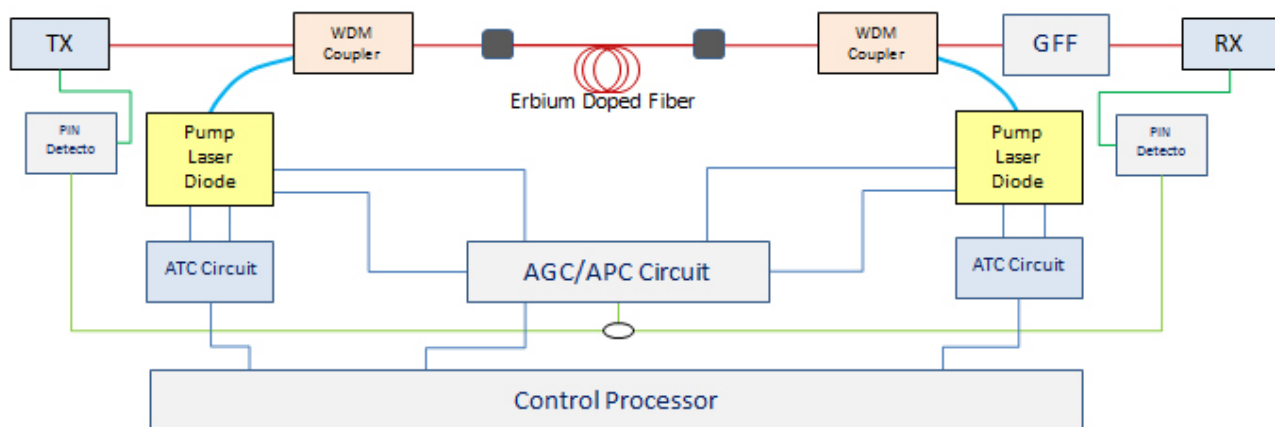 TX
WDM
Coupler
WDM
Coupler
GFF
RX
Erbium Doped Fiber
PIN
Detecto
Pump
Laser
Diode
Pump
Laser
Diode
PIN
Detecto
ATC Circuit
AGC/APC Circuit
ATC Circuit
Control Processor